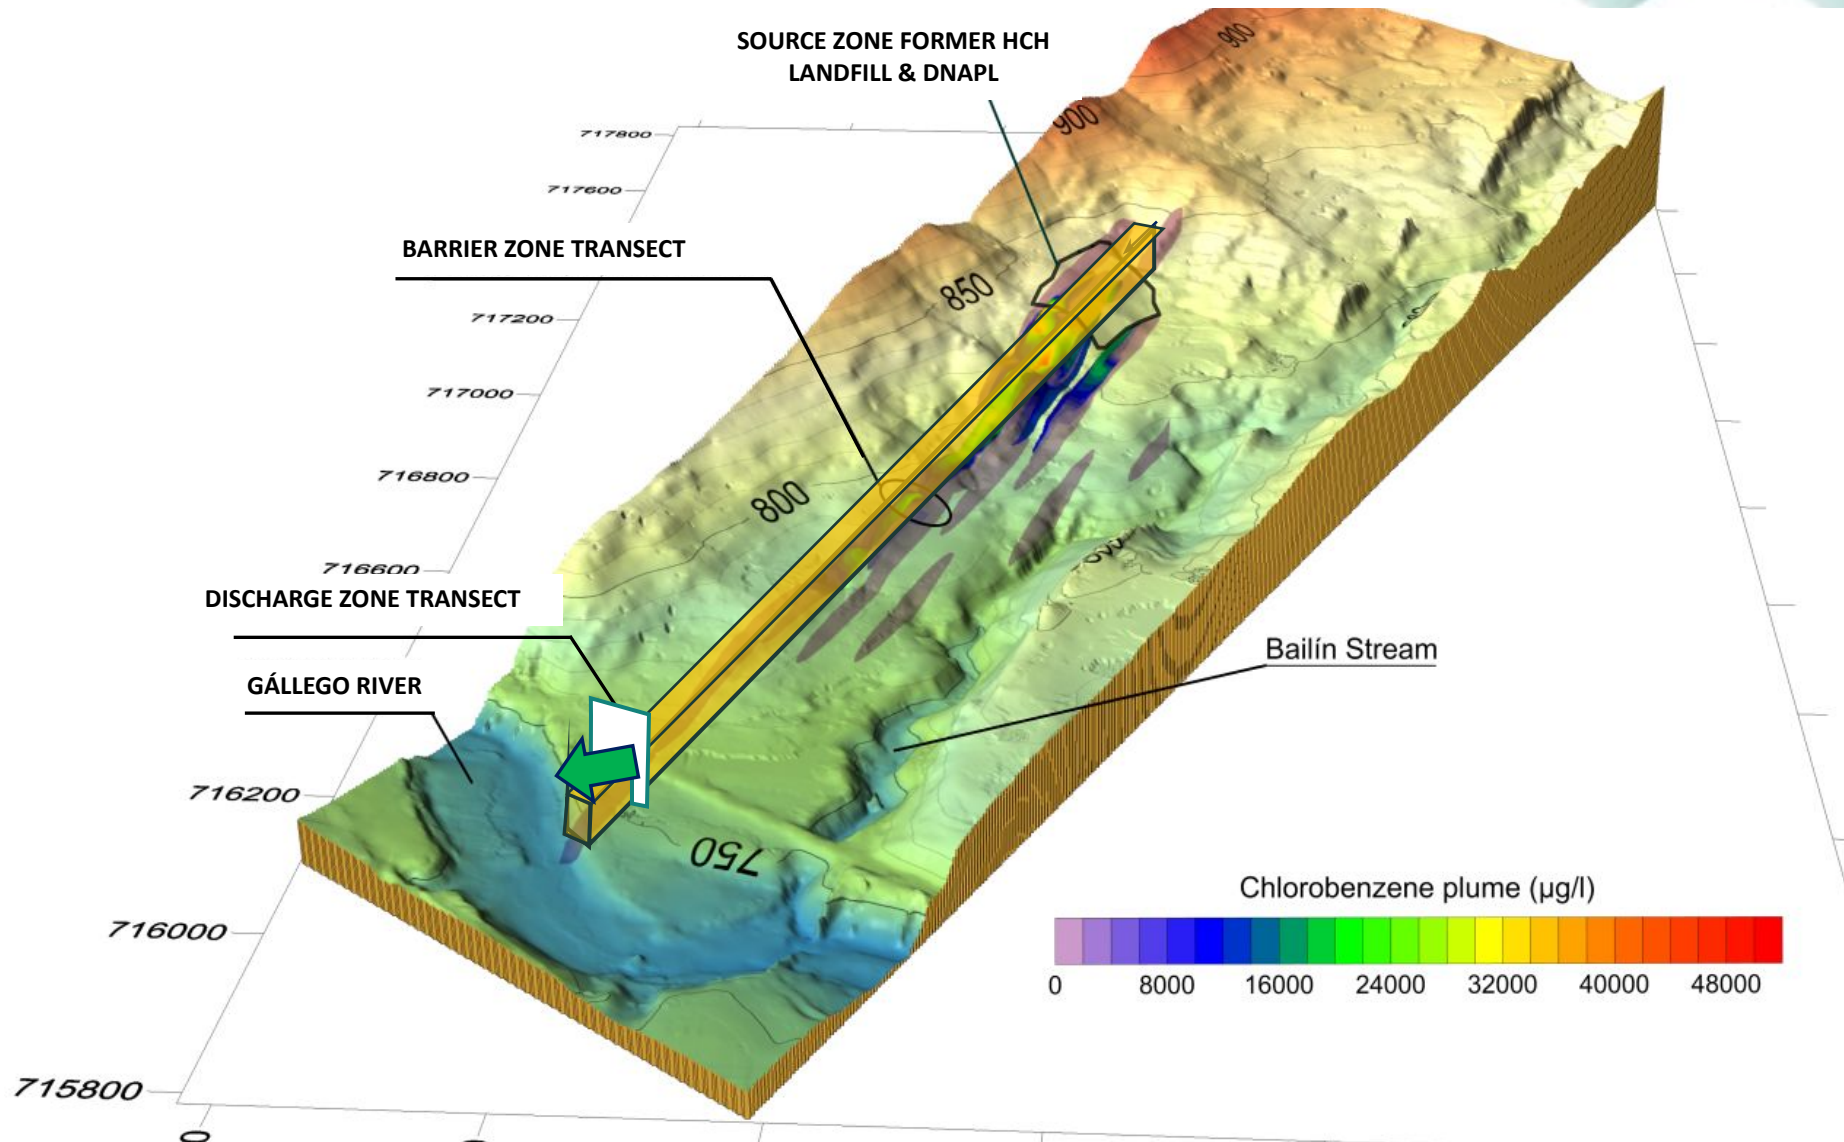 SOURCE ZONE FORMER HCH
LANDFILL & DNAPL
900
900
717800
717600
BARRIER ZONE TRANSECT
850
717200
717000
716800
800
716600
DISCHARGE ZONE TRANSECT
Bailín Stream
GÁLLEGO RIVER
716200
750
Chlorobenzene plume (µg/l)
716000
0 8000 16000 24000 32000 40000 48000
715800